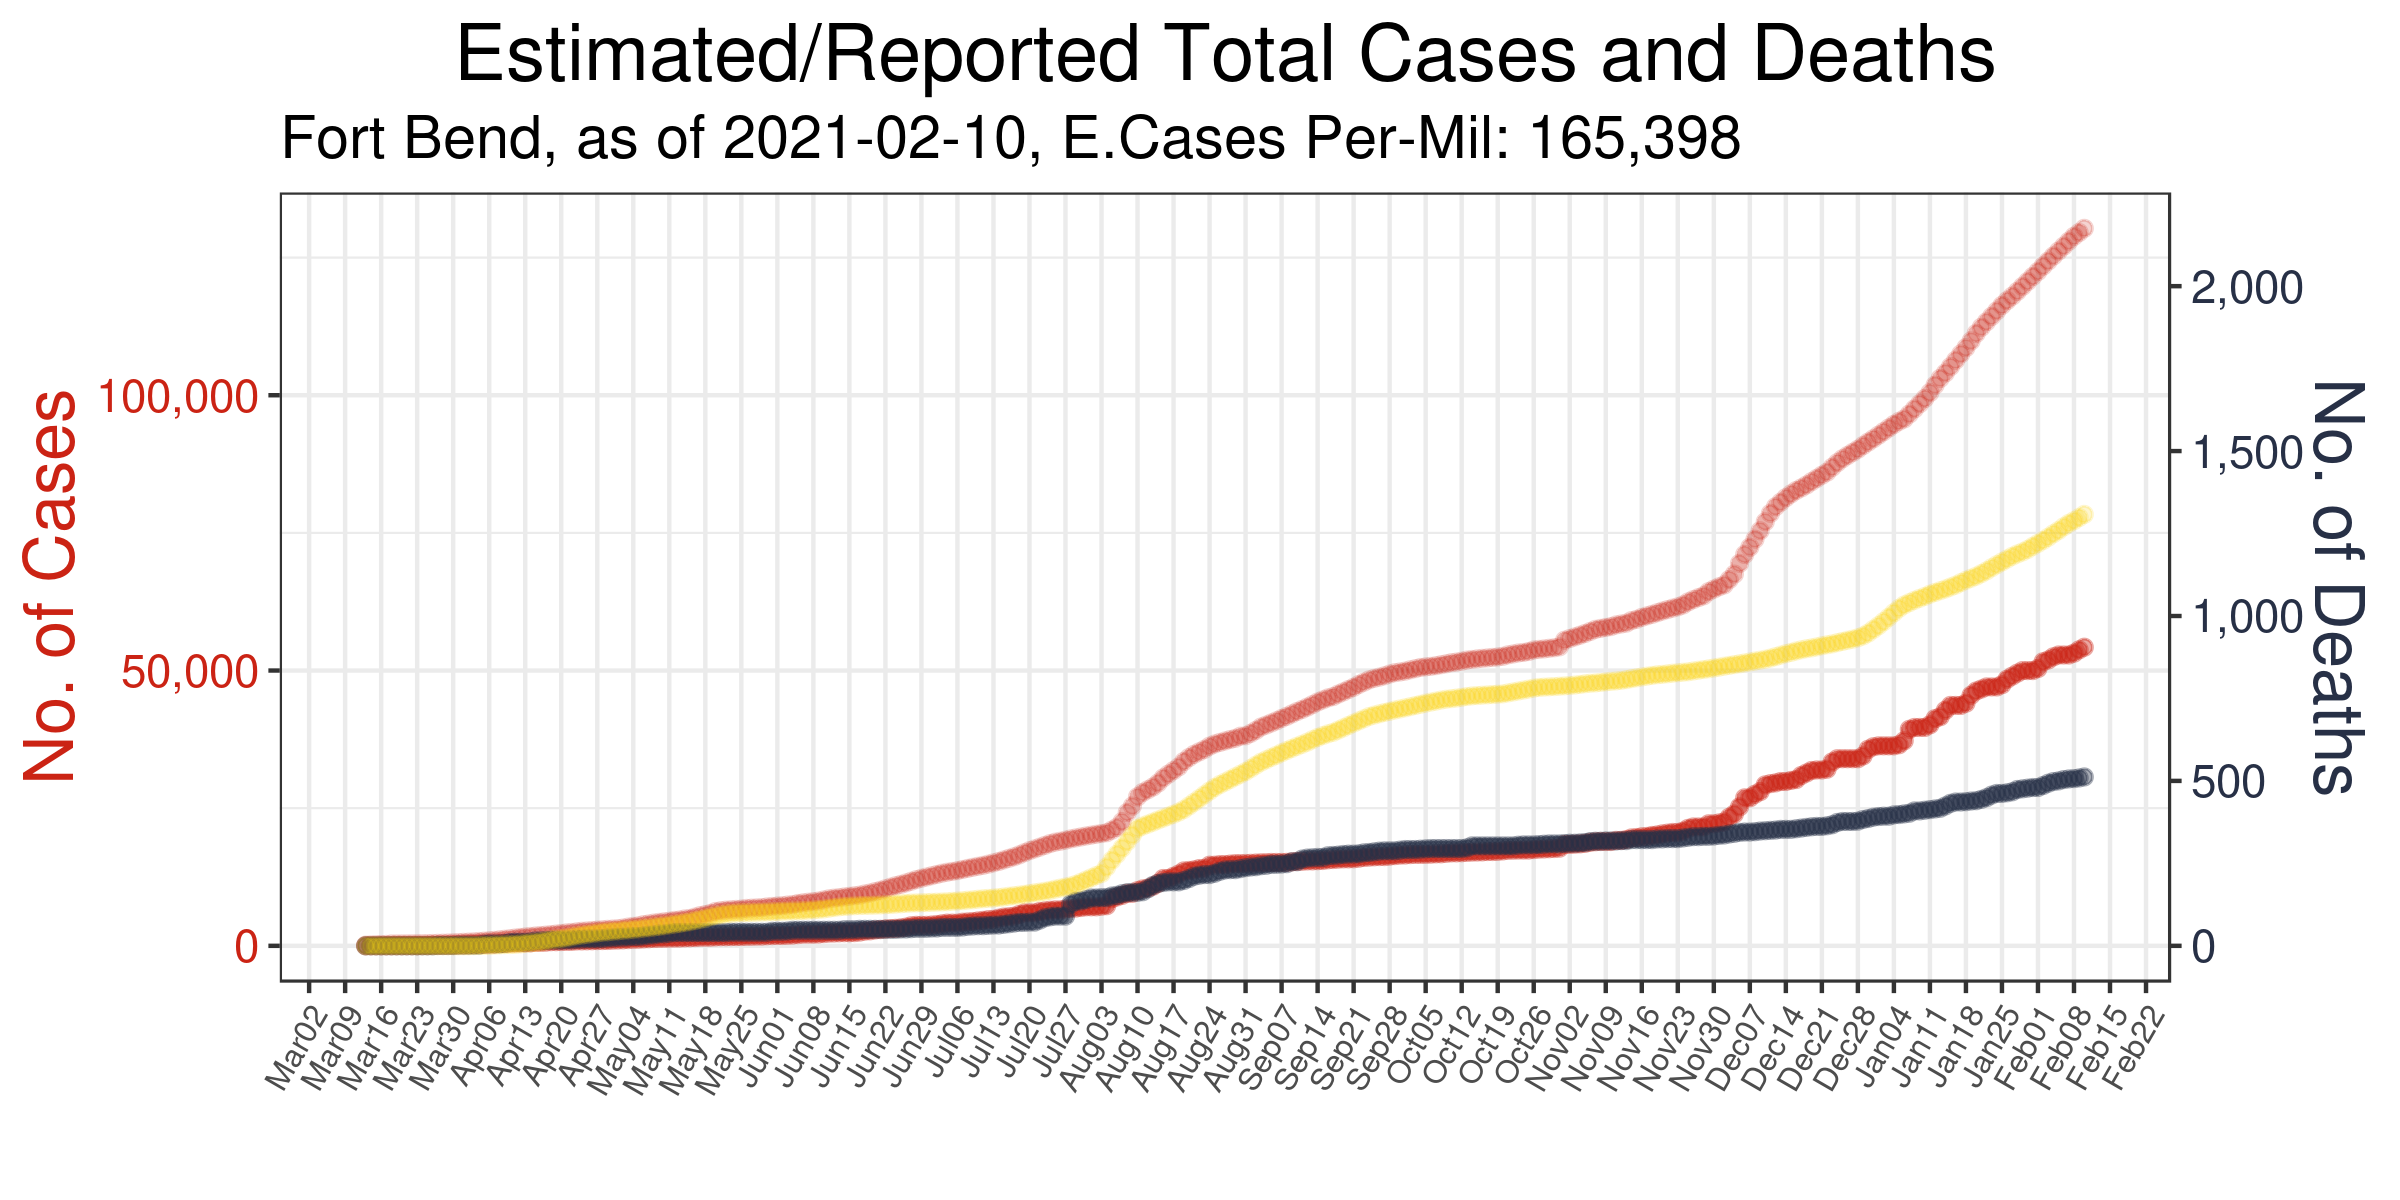 Estimated/Reported Total Cases and Deaths
Fort Bend, as of 2021-02-10, E.Cases Per-Mil: 165,398
No. of Cases
100,000
50,000
0
2,000
1,500
1,000
500
0
No. of Deaths
Mar02
Mar09
Mar16
Mar23
Mar30
Apr06
Apr13
Apr20
Apr27
May04
May11
May18
May25
Jun01
Jun08
Jun15
Jun22
Jun29
Jul06
Jul13
Jul20
Jul27
Aug03
Aug10
Aug17
Aug24
Aug31
Sep07
Sep14
Sep21
Sep28
Oct05
Oct12
Oct19
Oct26
Nov02
Nov09
Nov16
Nov23
Nov30
Dec07
Dec14
Dec21
Dec28
Jan04
Jan11
Jan18
Jan25
Feb01
Feb08
Feb15
Feb22